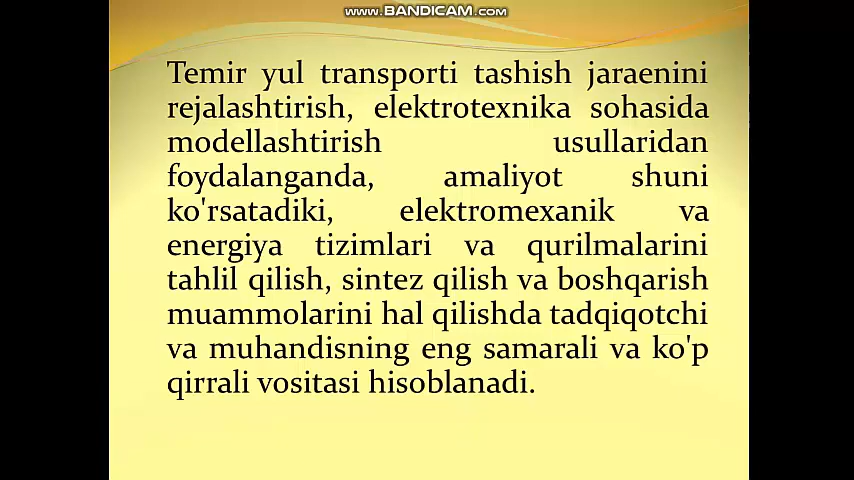 www.BANDICAM.com
Temir yul transporti tashish jaraenini
rejalashtirish, elektrotexnika sohasida
modellashtirish usullaridan
foydalanganda, amaliyot shuni
ko'rsatadiki, elektromexanik va
energiya tizimlari va qurilmalarini
tahlil qilish, sintez qilish va boshqarish
muammolarini hal qilishda tadqiqotchi
va muhandisning eng samarali va ko'p
qirrali vositasi hisoblanadi.